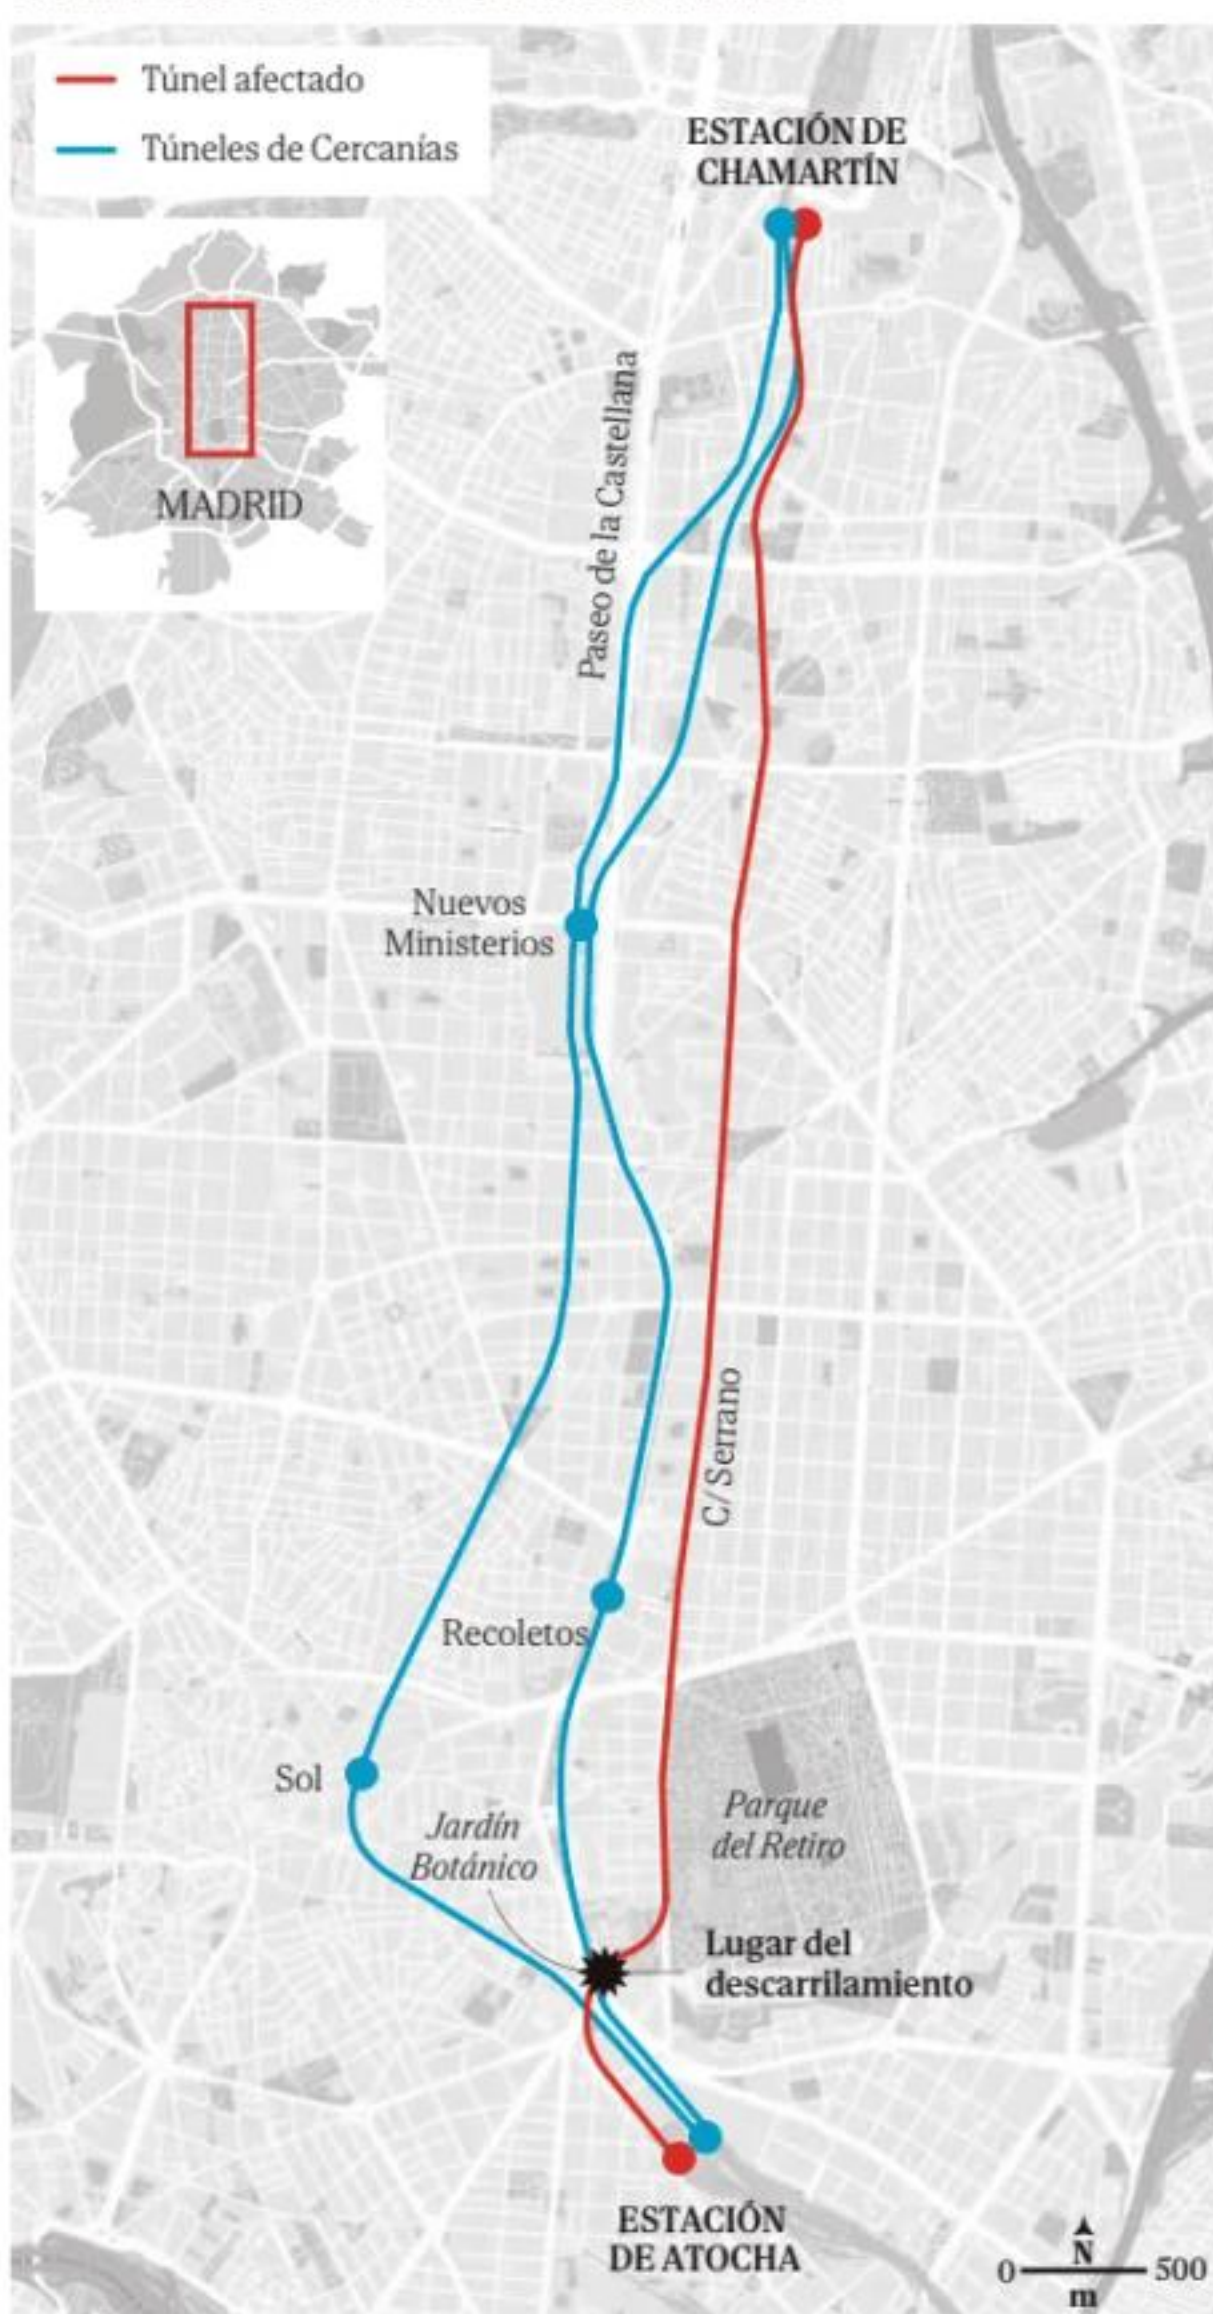 Túnel afectado
Túneles de Cercanías
ESTACIÓN DE
CHAMARTÍN
MADRID
Paseo de la Castellana
Nuevos
Ministerios
C/ Serrano
Recoletos
Sol
Jardín
Botánico
Parque
del Retiro
Lugar del
descarrilamiento
ESTACIÓN
DE ATOCHA
N
0 500
m